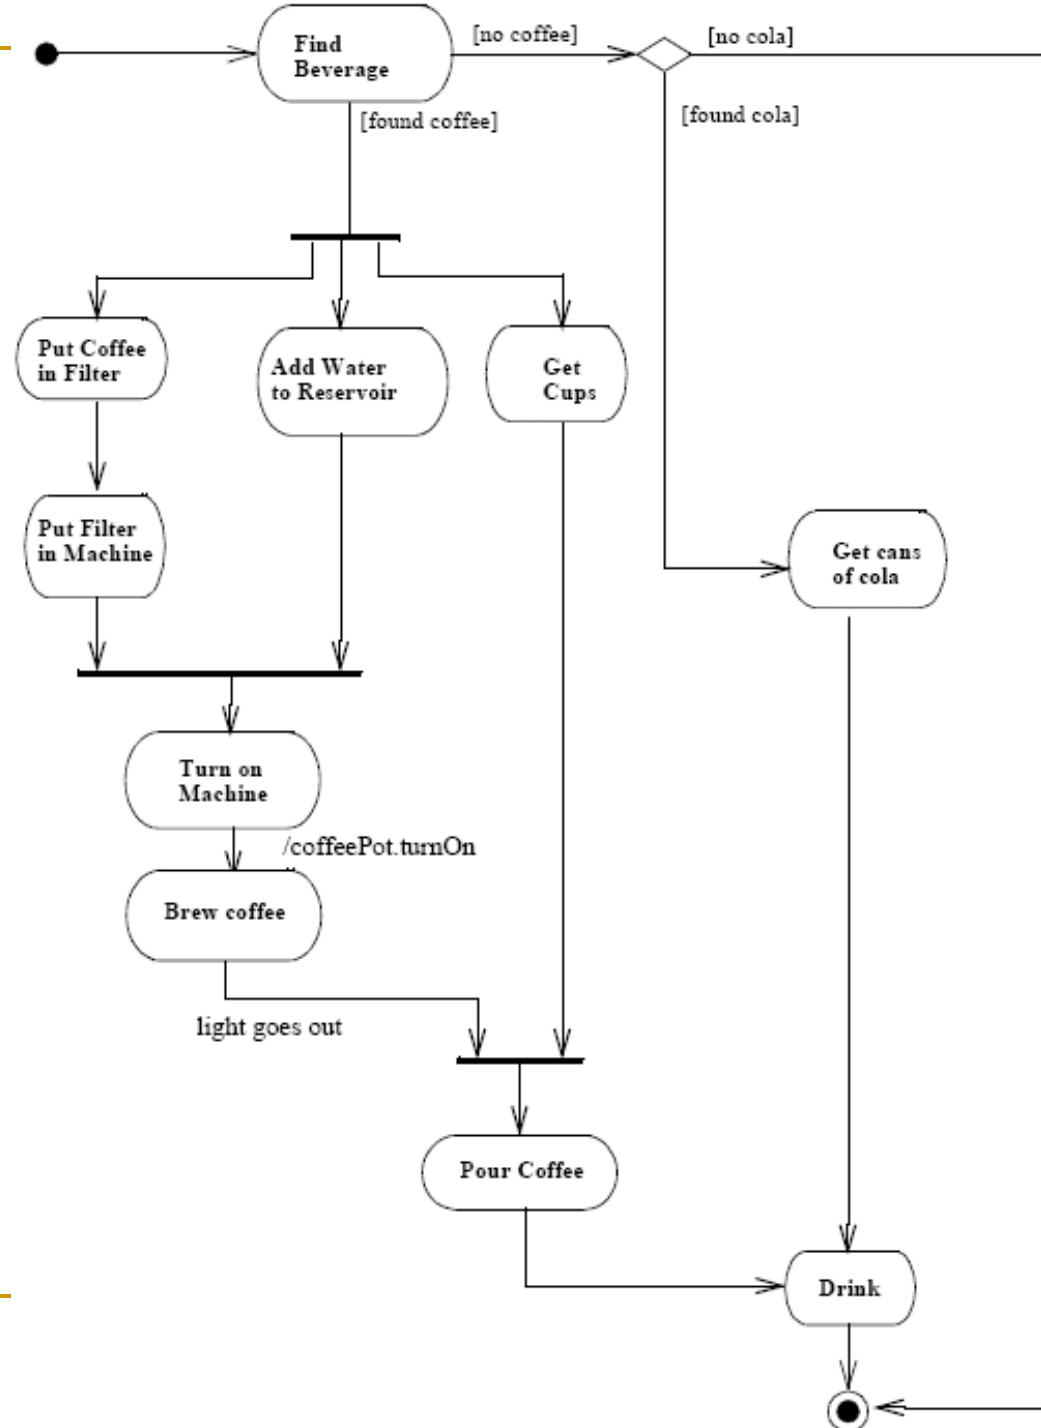 Find
Beverage
[no coffee]
[no cola]
[found coffee]
[found cola]
Put Coffee
in Filter
Add Water
to Reservoir
Get
Cups
Put Filter
in Machine
Get cans
of cola
Turn on
Machine
/coffeePot.turnOn
Brew coffee
light goes out
Pour Coffee
Drink